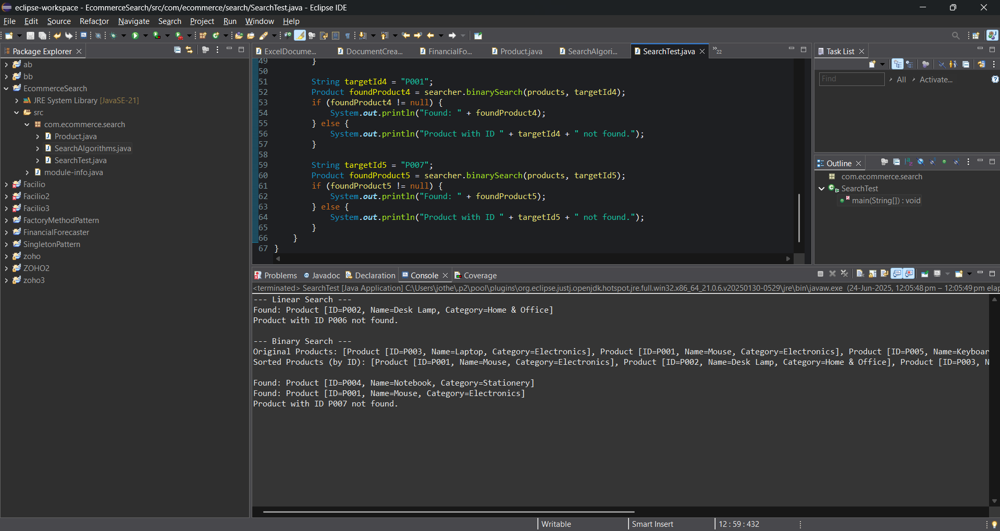 eclipse-workspace - EcommerceSearch/src/com/ecommerce/search/SearchTest.java - Eclipse IDE
File Edit Source Refactor Navigate Search Project Run Window Help
Package Explorer
ab
bb
EcommerceSearch
JRE System Library [JavaSE-21]
src
com.ecommerce.search
Product.java
SearchAlgorithms.java
SearchTest.java
module-info.java
Facilio
Facilio2
Facilio3
FactoryMethodPattern
FinancialForecaster
SingletonPattern
zoho
ZOHO2
zoho3
ExcelDocume... DocumentCrea... FinancialFo... Product.java SearchAlgori... SearchTest.java 22
49 }
50
51 String targetId4 = "P001";
52 Product foundProduct4 = searcher.binarySearch(products, targetId4);
53 if (foundProduct4 != null) {
54 System.out.println("Found: " + foundProduct4);
55 } else {
56 System.out.println("Product with ID " + targetId4 + " not found.");
57 }
58
59 String targetId5 = "P007";
60 Product foundProduct5 = searcher.binarySearch(products, targetId5);
61 if (foundProduct5 != null) {
62 System.out.println("Found: " + foundProduct5);
63 } else {
64 System.out.println("Product with ID " + targetId5 + " not found.");
65 }
66 }
67 }
Task List
Find All Activate...
Outline
com.ecommerce.search
SearchTest
main(String[]) : void
Problems Javadoc Declaration Console Coverage
<terminated> SearchTest [Java Application] C:\Users\jothe\.p2\pool\plugins\org.eclipse.justj.openjdk.hotspot.jre.full.win32.x86_64_21.0.6.v20250130-0529\jre\bin\javaw.exe (24-Jun-2025, 12:05:48 pm – 12:05:49 pm elap
--- Linear Search ---
Found: Product [ID=P002, Name=Desk Lamp, Category=Home & Office]
Product with ID P006 not found.
--- Binary Search ---
Original Products: [Product [ID=P003, Name=Laptop, Category=Electronics], Product [ID=P001, Name=Mouse, Category=Electronics], Product [ID=P005, Name=Keyboar
Sorted Products (by ID): [Product [ID=P001, Name=Mouse, Category=Electronics], Product [ID=P002, Name=Desk Lamp, Category=Home & Office], Product [ID=P003, N
Found: Product [ID=P004, Name=Notebook, Category=Stationery]
Found: Product [ID=P001, Name=Mouse, Category=Electronics]
Product with ID P007 not found.
Writable Smart Insert 12 : 59 : 432